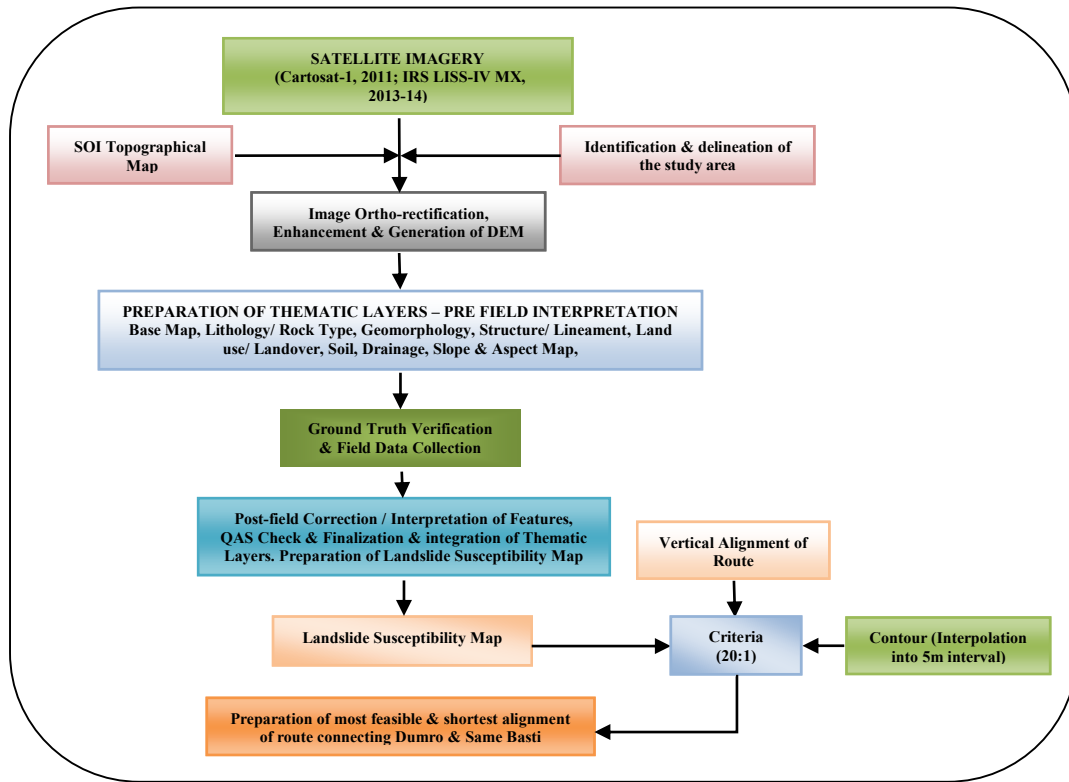 SATELLITE IMAGERY
(Cartosat-1, 2011; IRS LISS-IV MX,
2013-14)
SOI Topographical
Map
Identification & delineation of
the study area
Image Ortho-rectification,
Enhancement & Generation of DEM
PREPARATION OF THEMATIC LAYERS – PRE FIELD INTERPRETATION
Base Map, Lithology/ Rock Type, Geomorphology, Structure/ Lineament, Land
use/ Landover, Soil, Drainage, Slope & Aspect Map,
Ground Truth Verification
& Field Data Collection
Post-field Correction / Interpretation of Features,
QAS Check & Finalization & integration of Thematic
Layers. Preparation of Landslide Susceptibility Map
Vertical Alignment of
Route
Landslide Susceptibility Map
Criteria
(20:1)
Contour (Interpolation
into 5m interval)
Preparation of most feasible & shortest alignment
of route connecting Dumro & Same Basti